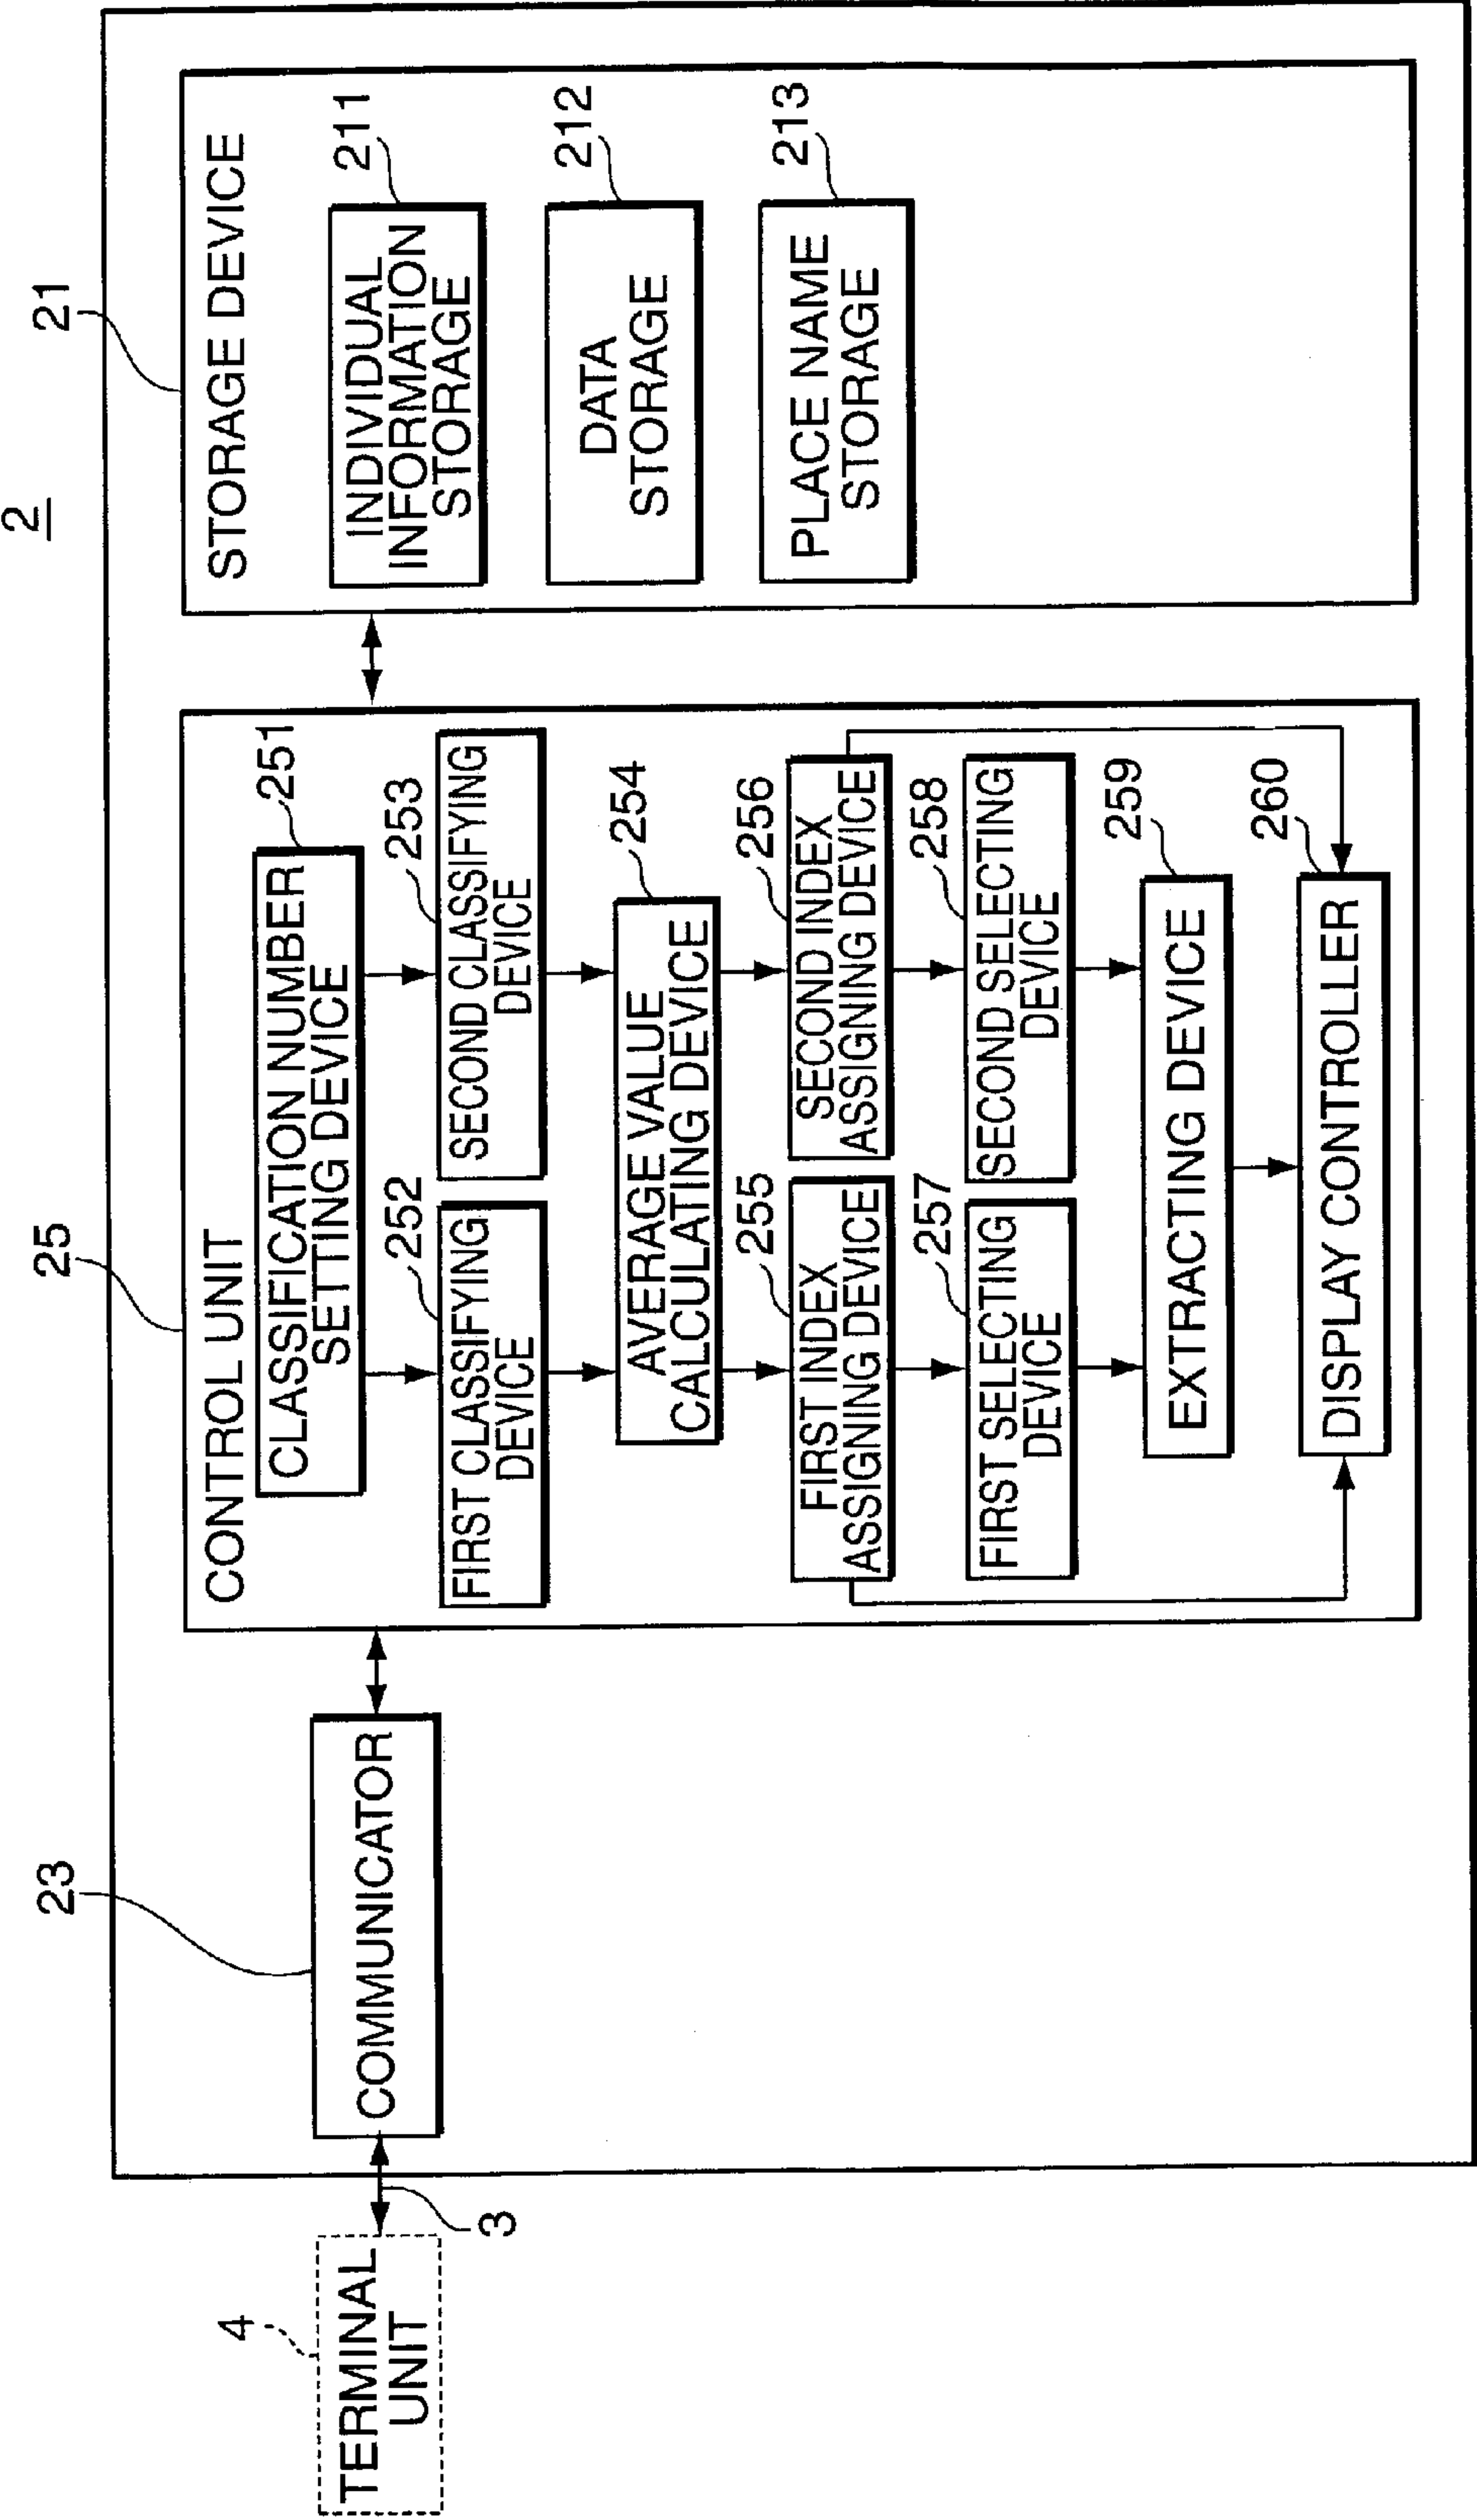 2
21
25
23
STORAGE DEVICE
INDIVIDUAL
INFORMATION
STORAGE
211
DATA
STORAGE
212
PLACE NAME
STORAGE
213
CONTROL UNIT
CLASSIFICATION NUMBER
SETTING DEVICE
251
FIRST CLASSIFYING
DEVICE
252
SECOND CLASSIFYING
DEVICE
253
AVERAGE VALUE
CALCULATING DEVICE
254
FIRST INDEX
ASSIGNING DEVICE
255
SECOND INDEX
ASSIGNING DEVICE
256
FIRST SELECTING
DEVICE
257
SECOND SELECTING
DEVICE
258
EXTRACTING DEVICE
259
DISPLAY CONTROLLER
260
COMMUNICATOR
3
4
TERMINAL
UNIT